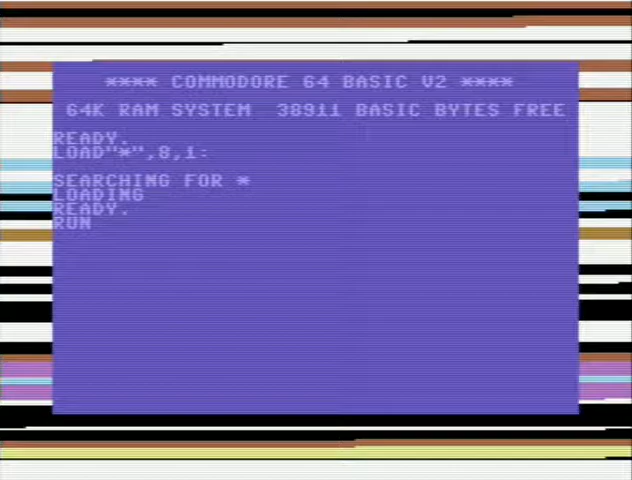 **** COMMODORE 64 BASIC V2 ****
64K RAM SYSTEM 38911 BASIC BYTES FREE
READY.
LOAD"*",8,1:
SEARCHING FOR *
LOADING
READY.
RUN